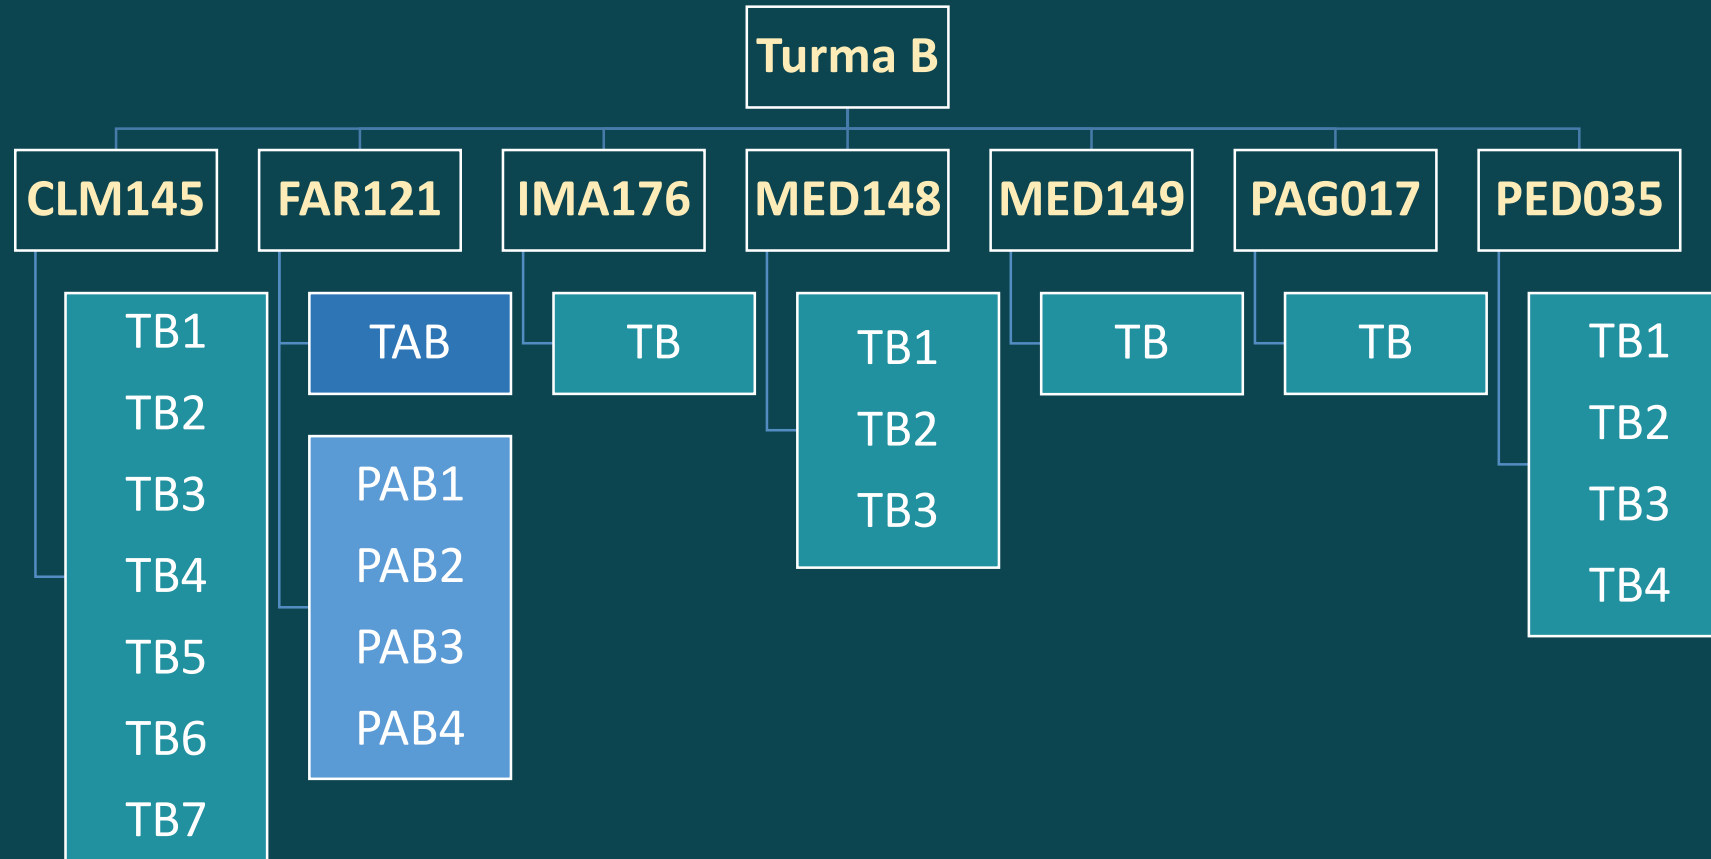 Turma B
CLM145
FAR121
IMA176
MED148
MED149
PAG017
PED035
TB1
TB2
TB3
TB4
TB5
TB6
TB7
TAB
PAB1
PAB2
PAB3
PAB4
TB
TB1
TB2
TB3
TB
TB
TB1
TB2
TB3
TB4